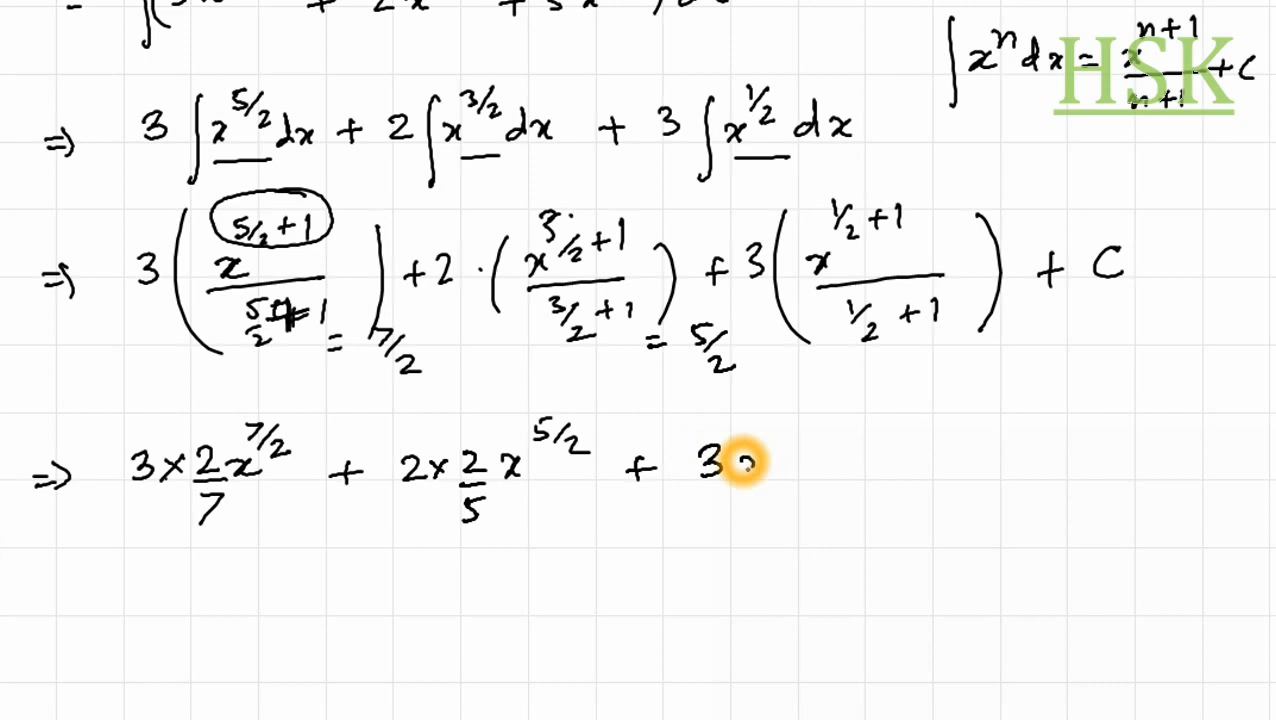 ∫ x^n dx = x^(n+1)/(n+1) + C
HSK
⇒ 3 ∫ x^(5/2) dx + 2 ∫ x^(3/2) dx + 3 ∫ x^(1/2) dx
⇒ 3 ( x^(5/2 + 1) / (5/2 + 1) ) + 2 · ( x^(3/2 + 1) / (3/2 + 1) ) + 3 ( x^(1/2 + 1) / (1/2 + 1) ) + C
= 7/2 = 5/2
⇒ 3 × 2/7 x^(7/2) + 2 × 2/5 x^(5/2) + 3